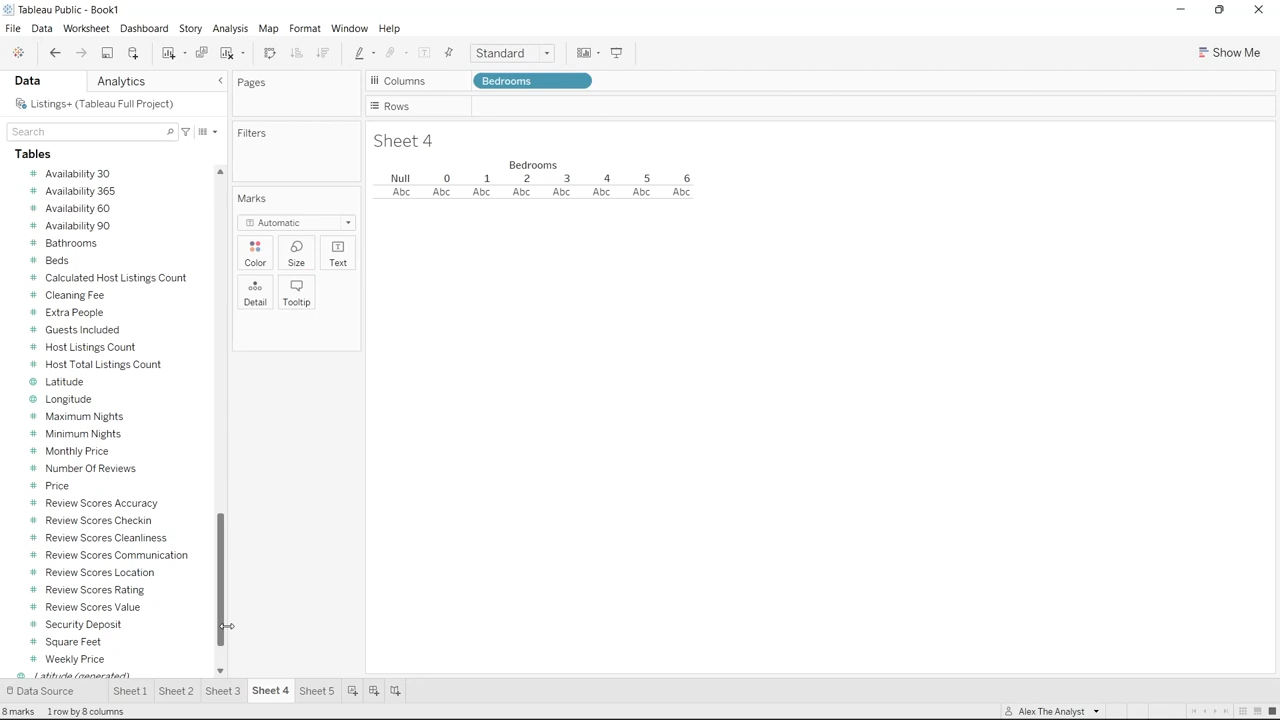 Tableau Public - Book1
File Data Worksheet Dashboard Story Analysis Map Format Window Help
Standard
Show Me
Data Analytics
Pages
Columns Bedrooms
Listings+ (Tableau Full Project)
Rows
Search
Filters
Tables
Sheet 4
Bedrooms
Null 0 1 2 3 4 5 6
Abc Abc Abc Abc Abc Abc Abc Abc
Marks
Automatic
Color Size Text
Detail Tooltip
Availability 30
Availability 365
Availability 60
Availability 90
Bathrooms
Beds
Calculated Host Listings Count
Cleaning Fee
Extra People
Guests Included
Host Listings Count
Host Total Listings Count
Latitude
Longitude
Maximum Nights
Minimum Nights
Monthly Price
Number Of Reviews
Price
Review Scores Accuracy
Review Scores Checkin
Review Scores Cleanliness
Review Scores Communication
Review Scores Location
Review Scores Rating
Review Scores Value
Security Deposit
Square Feet
Weekly Price
Latitude (generated)
Data Source Sheet 1 Sheet 2 Sheet 3 Sheet 4 Sheet 5
8 marks 1 row by 8 columns
Alex The Analyst